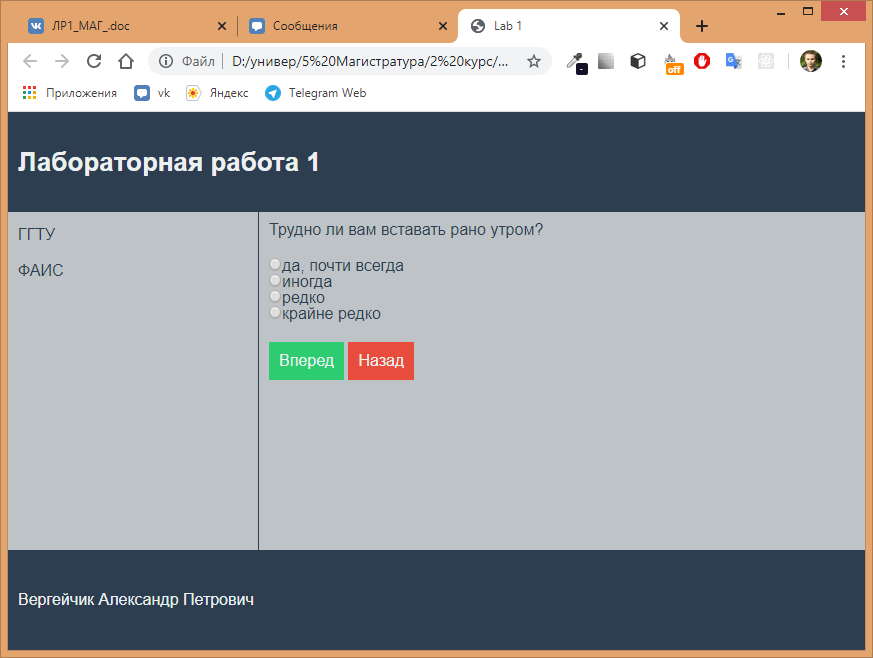 ЛР1_МАГ_.doc
Сообщения
Lab 1
Файл
D:/универ/5%20Магистратура/2%20курс/...
off
Приложения
vk
Яндекс
Telegram Web
Лабораторная работа 1
ГГТУ
ФАИС
Трудно ли вам вставать рано утром?
да, почти всегда
иногда
редко
крайне редко
Вперед
Назад
Вергейчик Александр Петрович